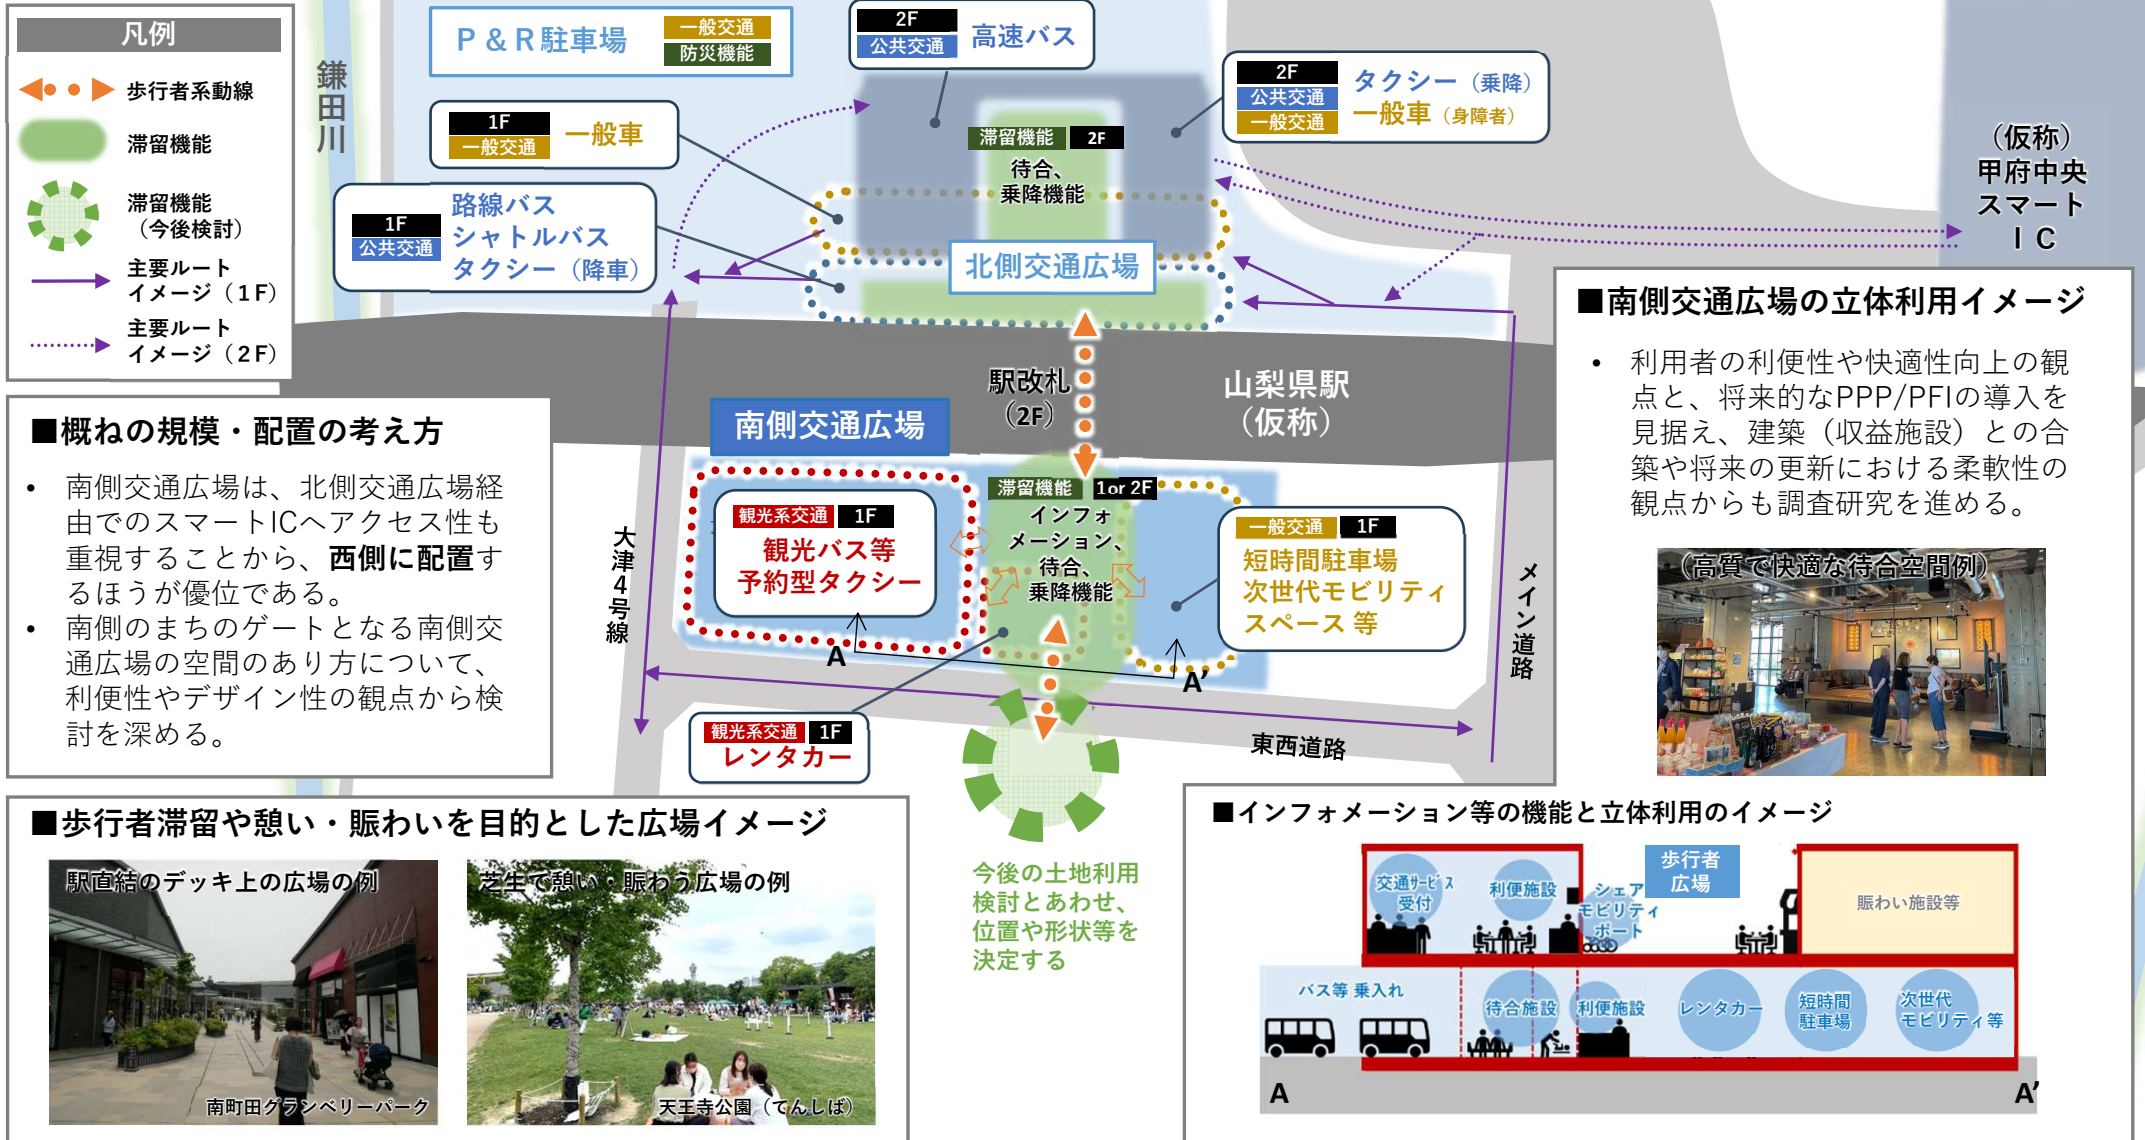 凡例
歩行者系動線
滞留機能
滞留機能
（今後検討）
主要ルート
イメージ（1F）
主要ルート
イメージ（2F）
鎌田川
P＆R駐車場
一般交通
防災機能
2F
公共交通
高速バス
2F
公共交通
一般交通
タクシー（乗降）
一般車（身障者）
1F
一般交通
一般車
1F
公共交通
路線バス
シャトルバス
タクシー（降車）
滞留機能 2F
待合、
乗降機能
北側交通広場
（仮称）
甲府中央
スマート
IC
駅改札
（2F）
山梨県駅
（仮称）
南側交通広場
大津4号線
メイン道路
東西道路
観光系交通 1F
観光バス等
予約型タクシー
滞留機能 1or 2F
インフォ
メーション、
待合、
乗降機能
一般交通 1F
短時間駐車場
次世代モビリティ
スペース 等
A
A’
観光系交通 1F
レンタカー
今後の土地利用
検討とあわせ、
位置や形状等を
決定する
■概ねの規模・配置の考え方
• 南側交通広場は、北側交通広場経
由でのスマートICへアクセス性も
重視することから、西側に配置す
るほうが優位である。
• 南側のまちのゲートとなる南側交
通広場の空間のあり方について、
利便性やデザイン性の観点から検
討を深める。
■南側交通広場の立体利用イメージ
• 利用者の利便性や快適性向上の観
点と、将来的なPPP/PFIの導入を
見据え、建築（収益施設）との合
築や将来の更新における柔軟性の
観点からも調査研究を進める。
（高質で快適な待合空間例）
■歩行者滞留や憩い・賑わいを目的とした広場イメージ
駅直結のデッキ上の広場の例
南町田グランベリーパーク
芝生で憩い・賑わう広場の例
天王寺公園（てんしば）
■インフォメーション等の機能と立体利用のイメージ
交通ｻｰﾋﾞｽ
受付
利便施設
シェア
モビリティ
ポート
歩行者
広場
賑わい施設等
バス等 乗入れ
待合施設
利便施設
レンタカー
短時間
駐車場
次世代
モビリティ等
A
A’